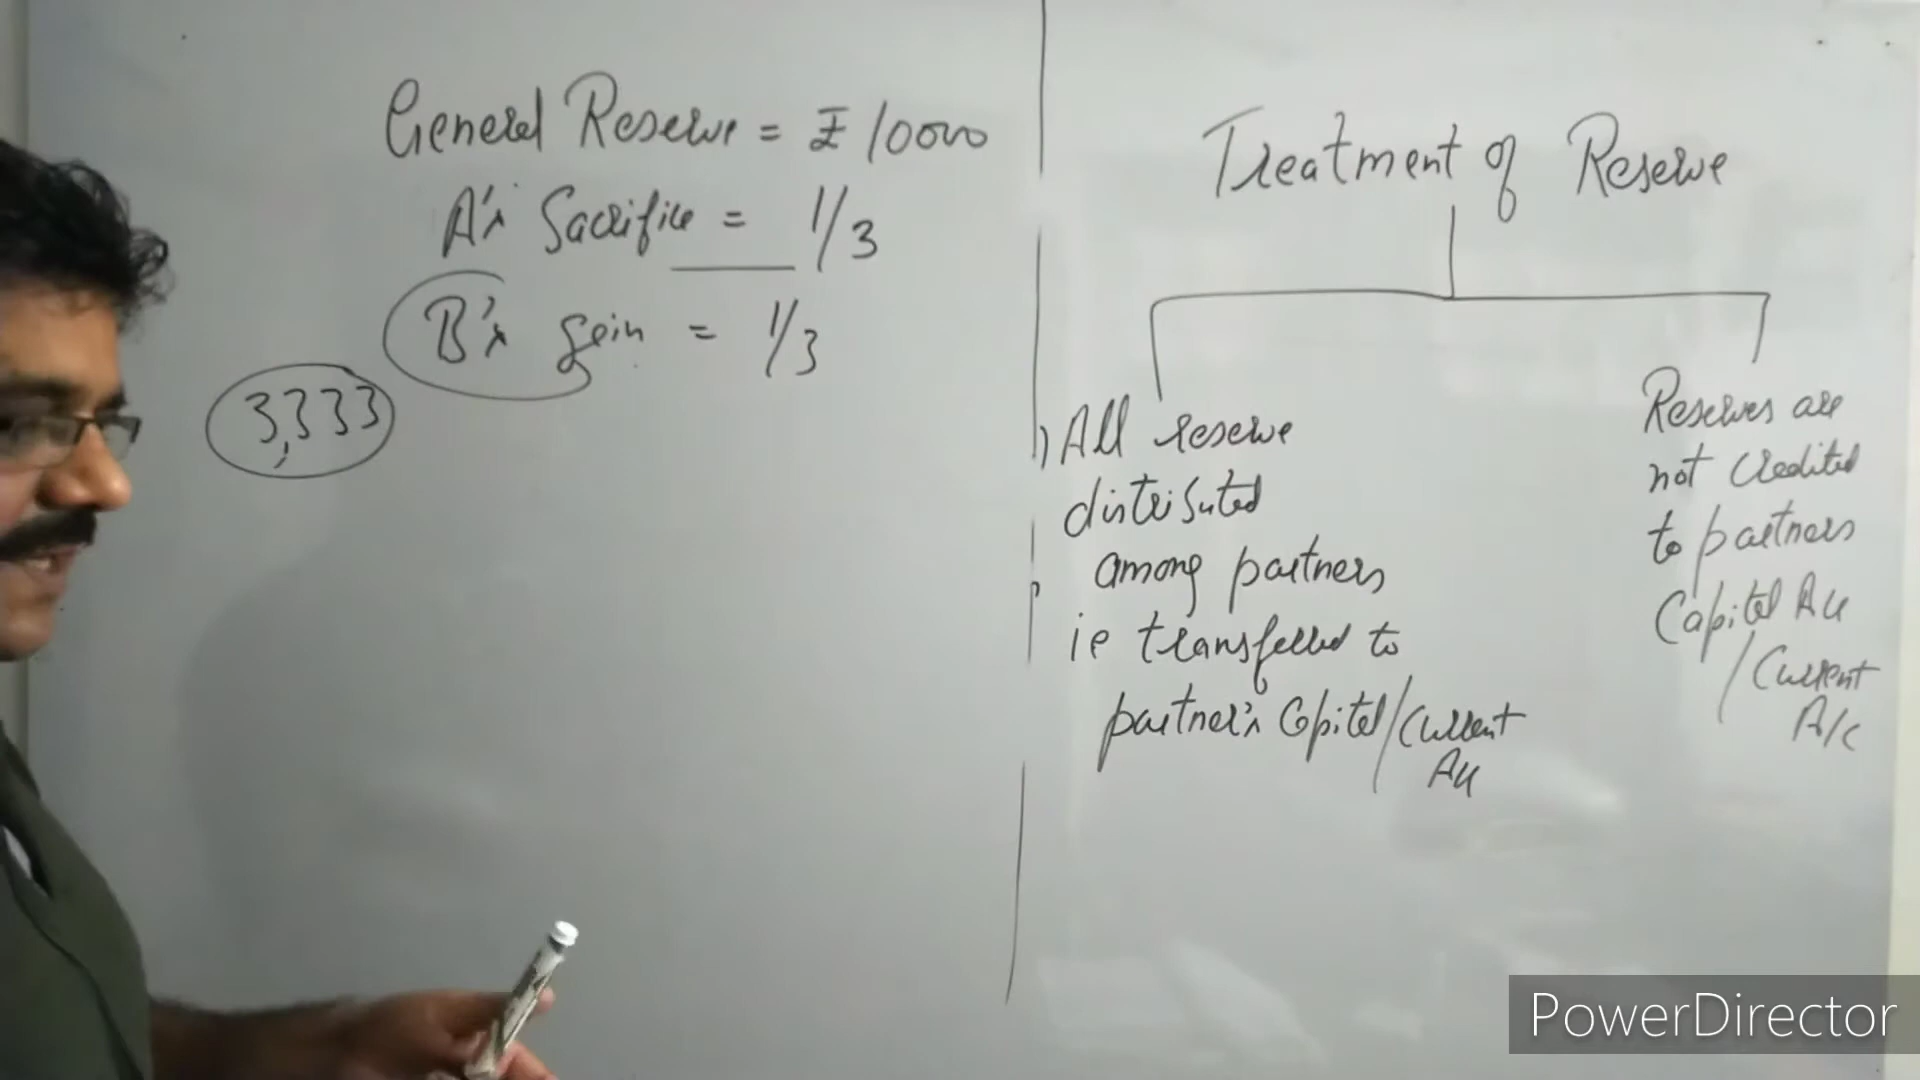 General Reserve = ₹ 10000
A's Sacrifice = 1/3
B's gain = 1/3
3,333
Treatment of Reserve
1) All reserve
distributed
among partners
ie transferred to
partner's Capital/Current
A/c
Reserves are
not Credited
to partners
Capital A/c
/Current
A/c
PowerDirector